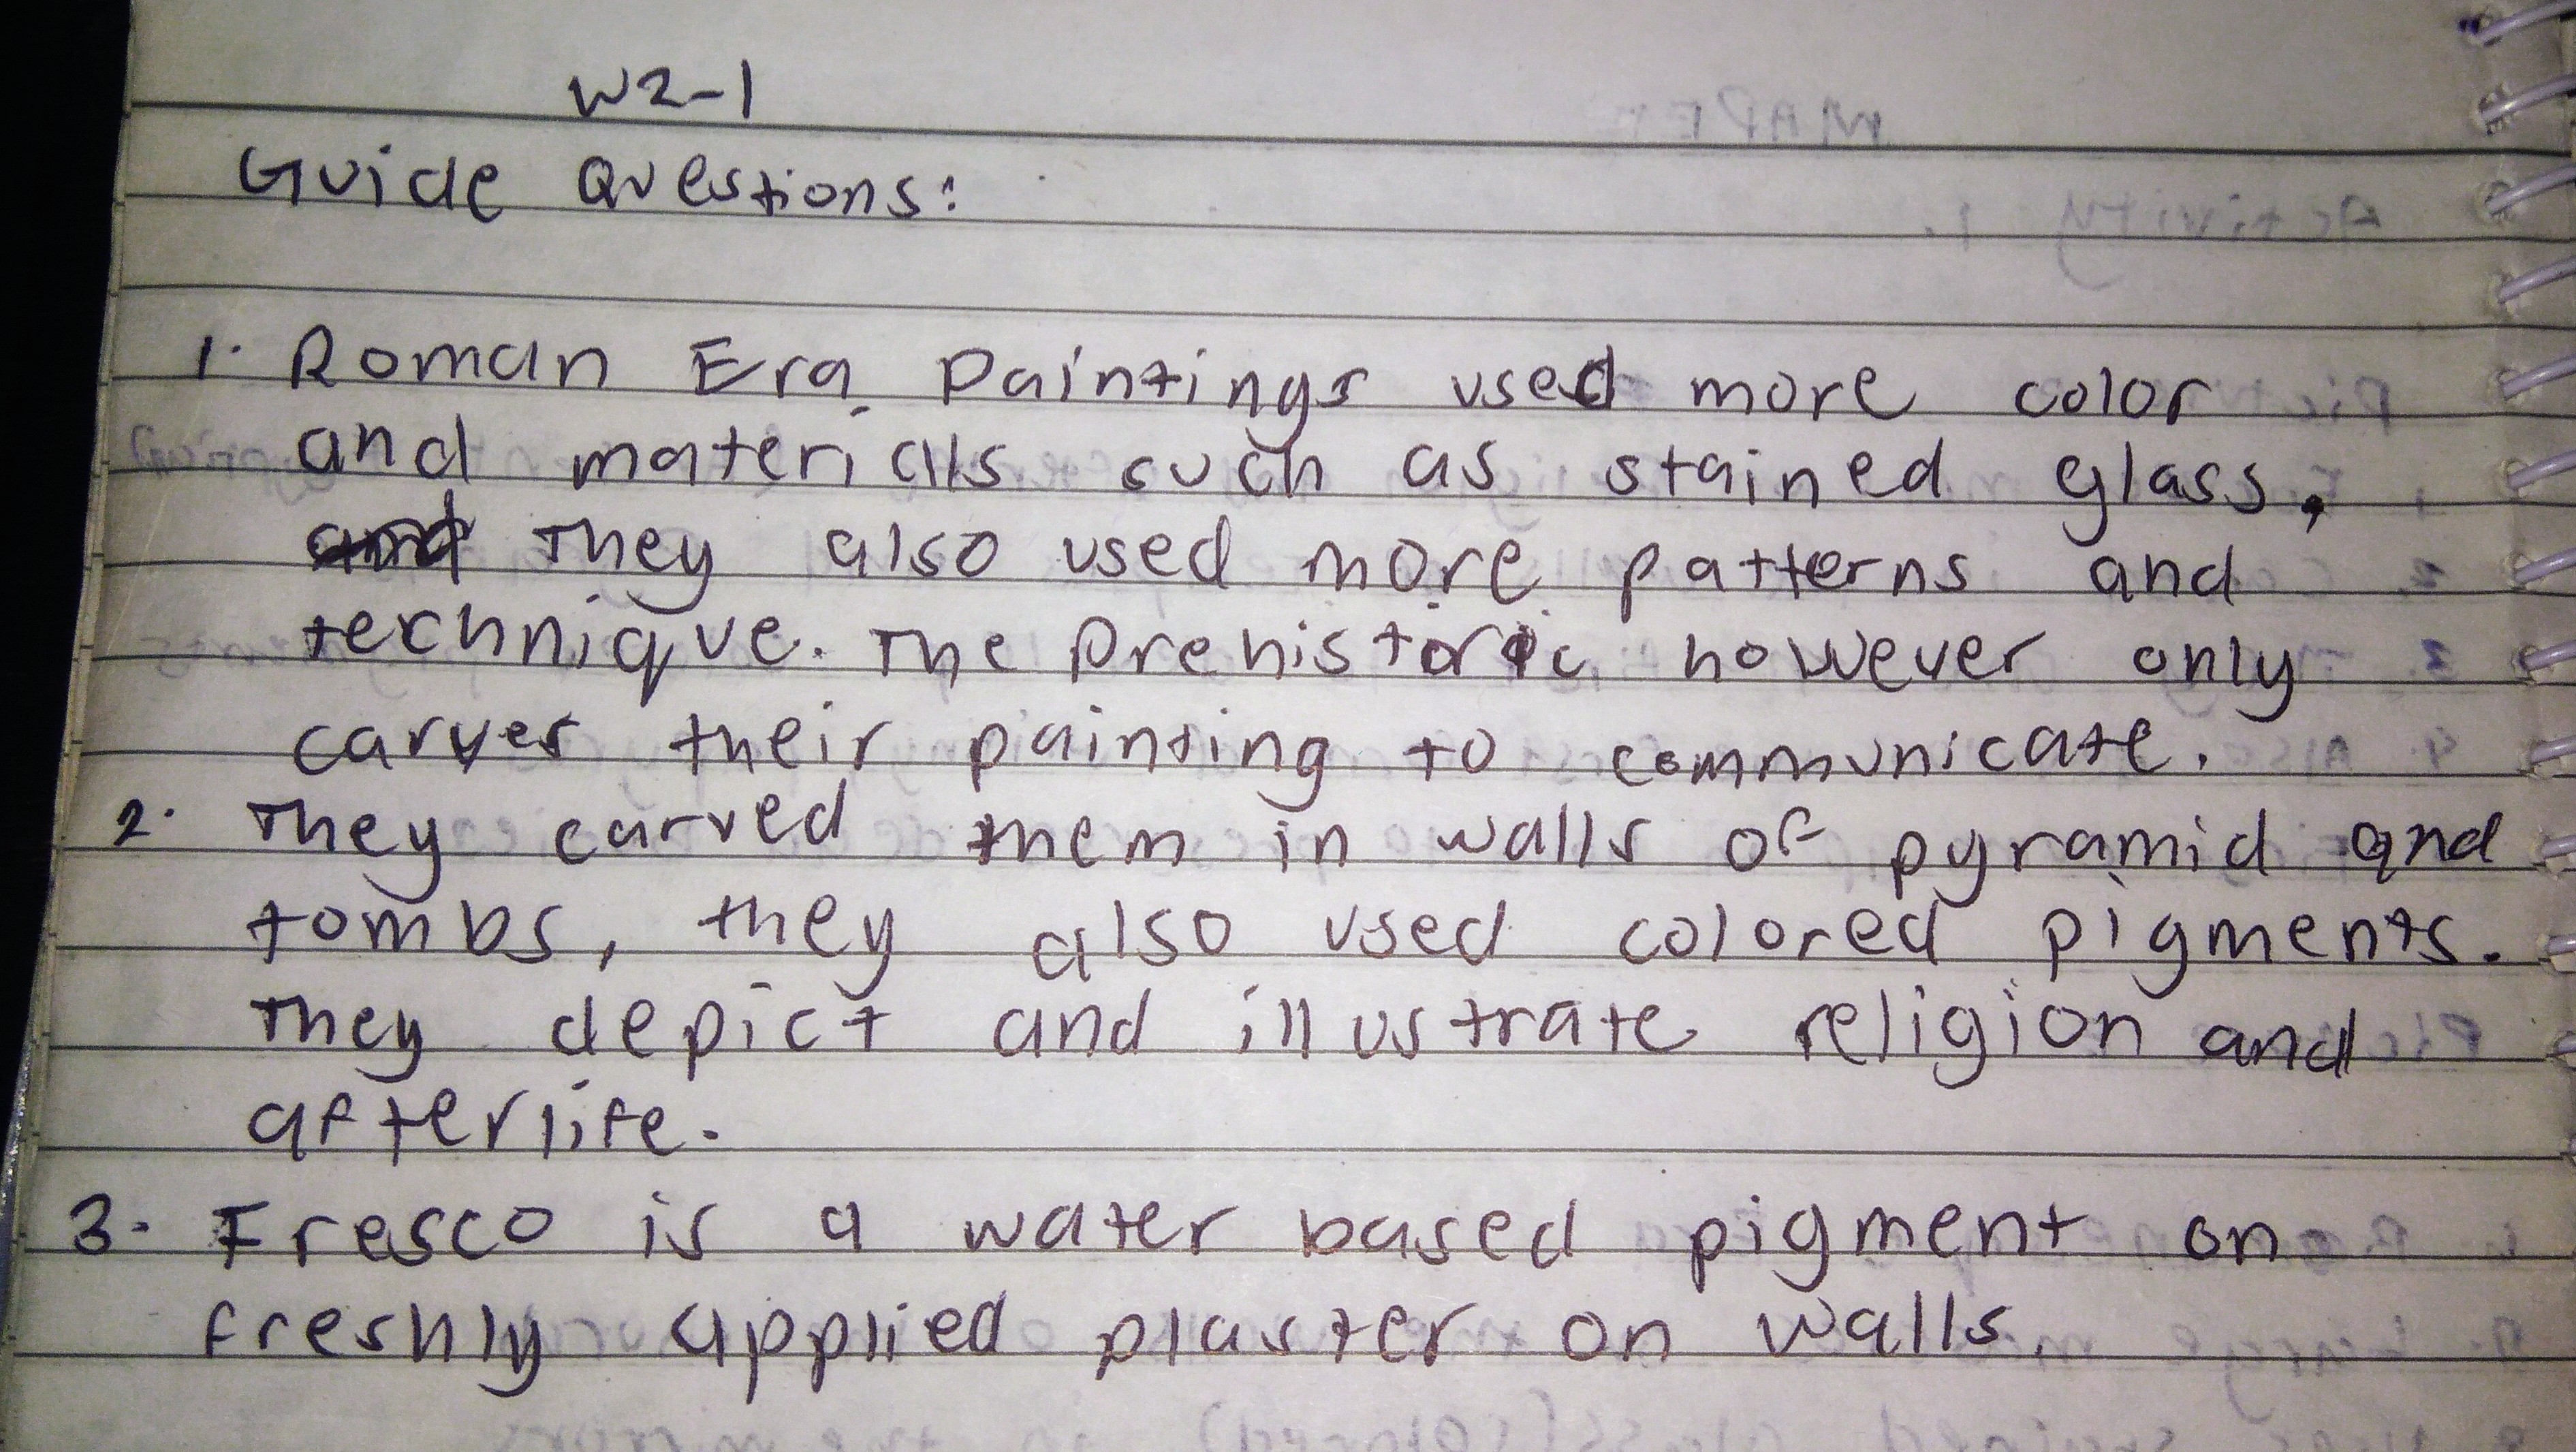 W2-1
Guide Questions:
1. Roman Era Paintings used more color
and materials such as stained glass,
and They also used more patterns and
technique. The Prehistoric however only
carves their painting to communicate.
2. They carved them in walls of pyramid and
tombs, they also used colored pigments.
They depict and illustrate religion and
afterlife.
3. Fresco is a water based pigment on
freshly applied plaster on walls.